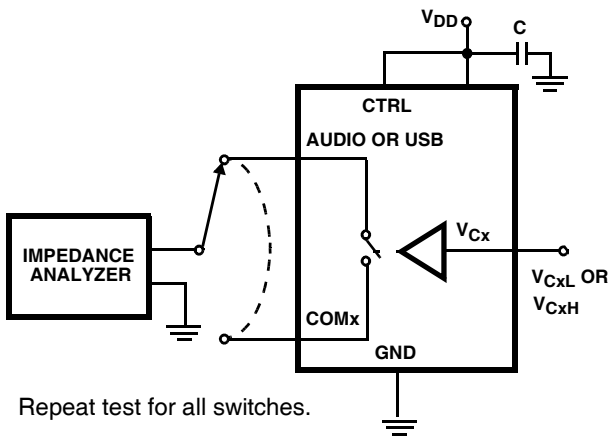 VDD
C
CTRL
AUDIO OR USB
VCx
IMPEDANCE
ANALYZER
VCxL OR
VCxH
COMx
GND
Repeat test for all switches.